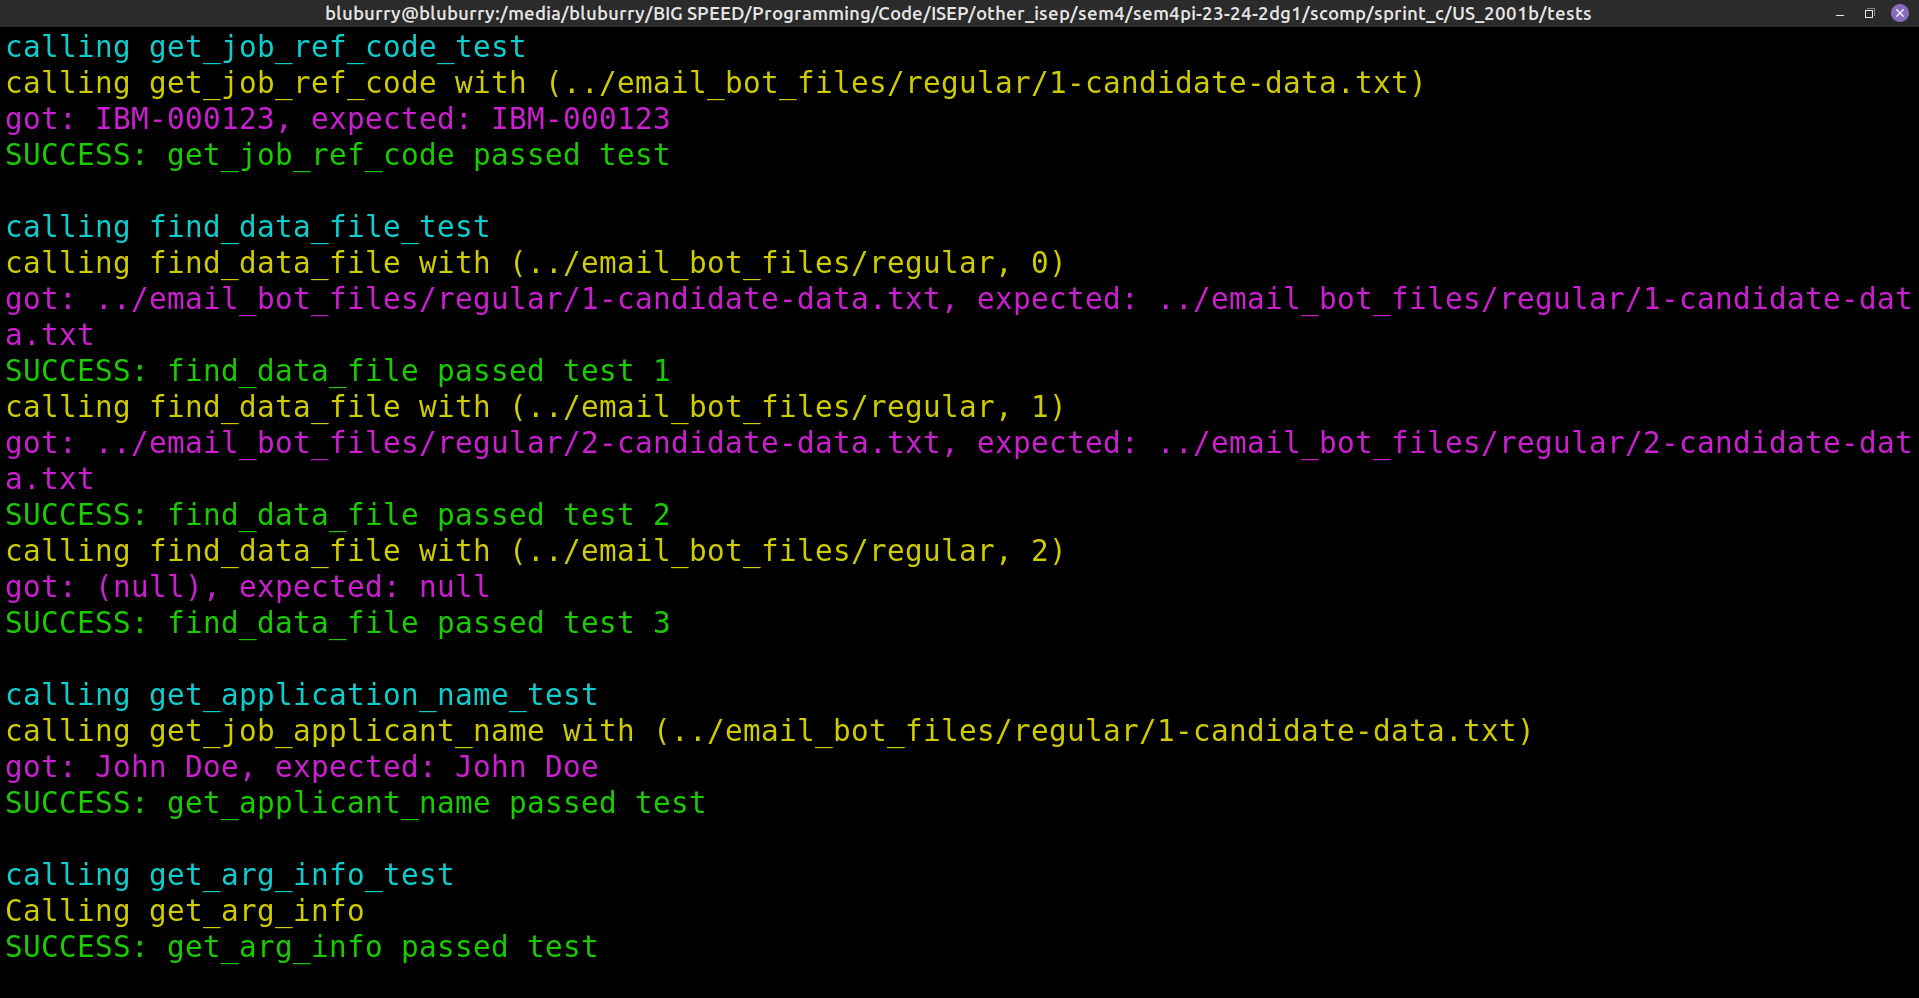 bluburry@bluburry:/media/bluburry/BIG SPEED/Programming/Code/ISEP/other_isep/sem4/sem4pi-23-24-2dg1/scomp/sprint_c/US_2001b/tests
calling get_job_ref_code_test
calling get_job_ref_code with (../email_bot_files/regular/1-candidate-data.txt)
got: IBM-000123, expected: IBM-000123
SUCCESS: get_job_ref_code passed test
calling find_data_file_test
calling find_data_file with (../email_bot_files/regular, 0)
got: ../email_bot_files/regular/1-candidate-data.txt, expected: ../email_bot_files/regular/1-candidate-dat
a.txt
SUCCESS: find_data_file passed test 1
calling find_data_file with (../email_bot_files/regular, 1)
got: ../email_bot_files/regular/2-candidate-data.txt, expected: ../email_bot_files/regular/2-candidate-dat
a.txt
SUCCESS: find_data_file passed test 2
calling find_data_file with (../email_bot_files/regular, 2)
got: (null), expected: null
SUCCESS: find_data_file passed test 3
calling get_application_name_test
calling get_job_applicant_name with (../email_bot_files/regular/1-candidate-data.txt)
got: John Doe, expected: John Doe
SUCCESS: get_applicant_name passed test
calling get_arg_info_test
Calling get_arg_info
SUCCESS: get_arg_info passed test